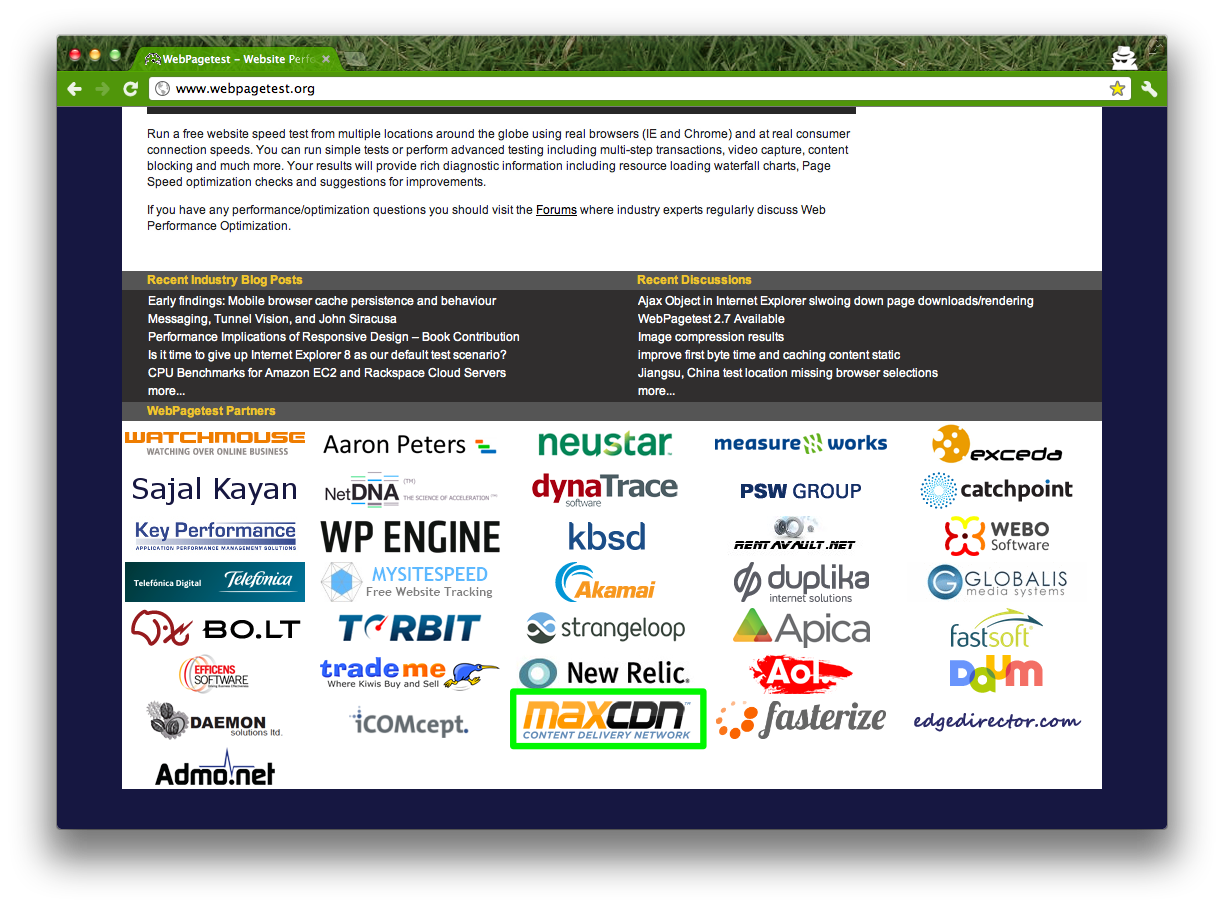 WebPagetest – Website Perfo
www.webpagetest.org
Run a free website speed test from multiple locations around the globe using real browsers (IE and Chrome) and at real consumer
connection speeds. You can run simple tests or perform advanced testing including multi-step transactions, video capture, content
blocking and much more. Your results will provide rich diagnostic information including resource loading waterfall charts, Page
Speed optimization checks and suggestions for improvements.
If you have any performance/optimization questions you should visit the Forums where industry experts regularly discuss Web
Performance Optimization.
Recent Industry Blog Posts
Early findings: Mobile browser cache persistence and behaviour
Messaging, Tunnel Vision, and John Siracusa
Performance Implications of Responsive Design – Book Contribution
Is it time to give up Internet Explorer 8 as our default test scenario?
CPU Benchmarks for Amazon EC2 and Rackspace Cloud Servers
more...
Recent Discussions
Ajax Object in Internet Explorer slwoing down page downloads/rendering
WebPagetest 2.7 Available
Image compression results
improve first byte time and caching content static
Jiangsu, China test location missing browser selections
more...
WebPagetest Partners
WATCHMOUSE
WATCHING OVER ONLINE BUSINESS
Aaron Peters
neustar™
measure works
exceda
Sajal Kayan
NetDNA (TM) THE SCIENCE OF ACCELERATION™
dynaTrace
software
PSW GROUP
catchpoint
Key Performance
APPLICATION PERFORMANCE MANAGEMENT SOLUTIONS
WP ENGINE
kbsd
RENTAVAULT.NET
WEBO
Software
Telefónica Digital Telefónica
MYSITESPEED
Free Website Tracking
Akamai
duplika
internet solutions
GLOBALIS
media systems
BO.LT
TORBIT
strangeloop
Apica
fastsoft
EFFICENS
SOFTWARE
trademe
Where Kiwis Buy and Sell
New Relic®
Aol.
Daum
DAEMON
solutions ltd.
iCOMcept.
maxcdn™
CONTENT DELIVERY NETWORK
fasterize
edgedirector.com
Admo.net